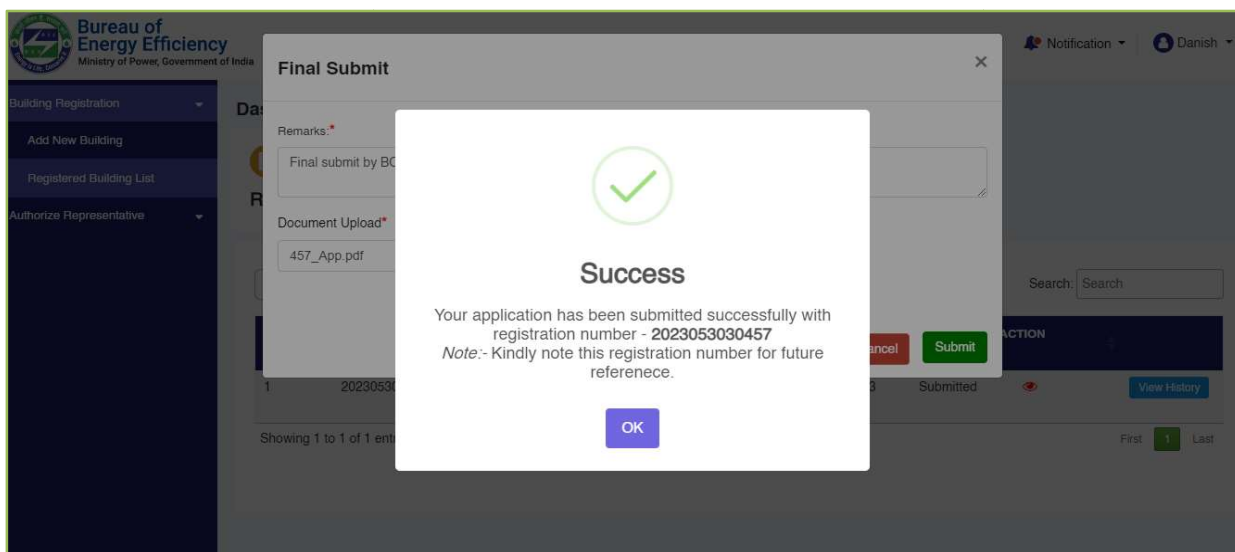 Bureau of
Energy Efficiency
Ministry of Power, Government of India
Notification
Danish
Building Registration
Add New Building
Registered Building List
Authorize Representative
Final Submit
×
Remarks:*
Final submit by
Document Upload*
457_App.pdf
Success
Your application has been submitted successfully with
registration number - 2023053030457
Note:- Kindly note this registration number for future
referenece.
OK
Submit
Search: Search
ACTION
1 Submitted View History
Showing 1 to 1 of 1
First 1 Last